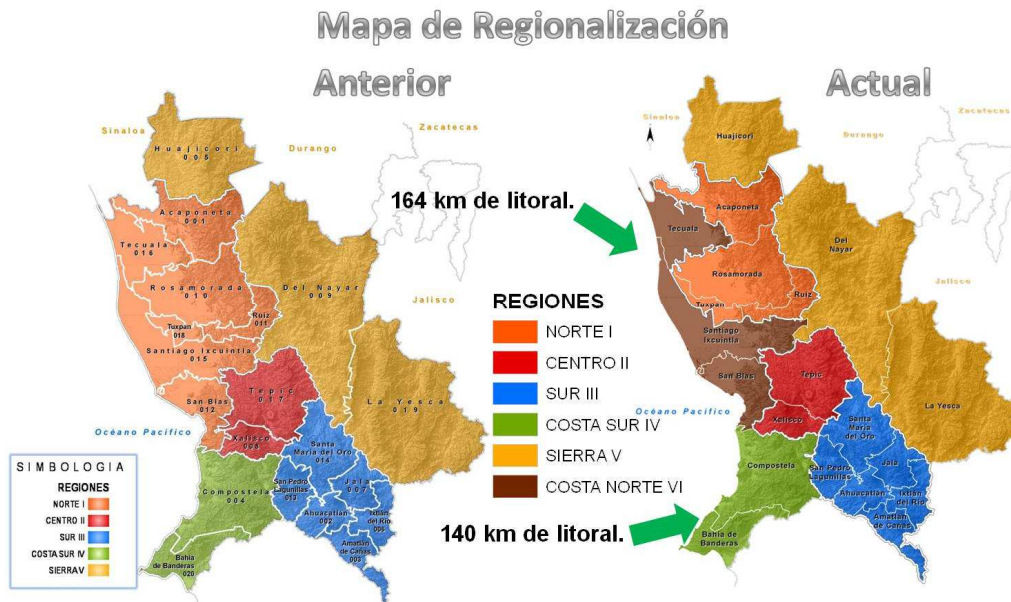 Mapa de Regionalización
Anterior
Sinaloa
Zacatecas
Durango
Huajicori
005
Acaponeta
001
Tecuala
016
Rosamorada
010
Del Nayar
009
Ruiz
011
Tuxpan
018
Santiago Ixcuintla
015
Jalisco
San Blas
012
Tepic
017
La Yesca
019
Océano Pacífico
Xalisco
008
Santa
María del Oro
014
Compostela
004
San Pedro
Lagunillas
013
Jala
007
Ahuacatlán
002
Ixtlán
del Río
006
Amatlán
de Cañas
003
Bahía
de Banderas
020
SIMBOLOGIA
REGIONES
NORTE I
CENTRO II
SUR III
COSTA SUR IV
SIERRA V
164 km de litoral.
REGIONES
NORTE I
CENTRO II
SUR III
COSTA SUR IV
SIERRA V
COSTA NORTE VI
140 km de litoral.
Actual
Sinaloa
Zacatecas
Durango
Huajicori
Acaponeta
Tecuala
Del
Nayar
Rosamorada
Ruiz
Tuxpan
Jalisco
Santiago
Ixcuintla
San Blas
Tepic
La Yesca
Océano Pacífico
Xalisco
Santa
María
del Oro
Compostela
San Pedro
Lagunillas
Jala
Ahuacatlán
Ixtlán
del Río
Amatlán
de Cañas
Bahía de
Banderas